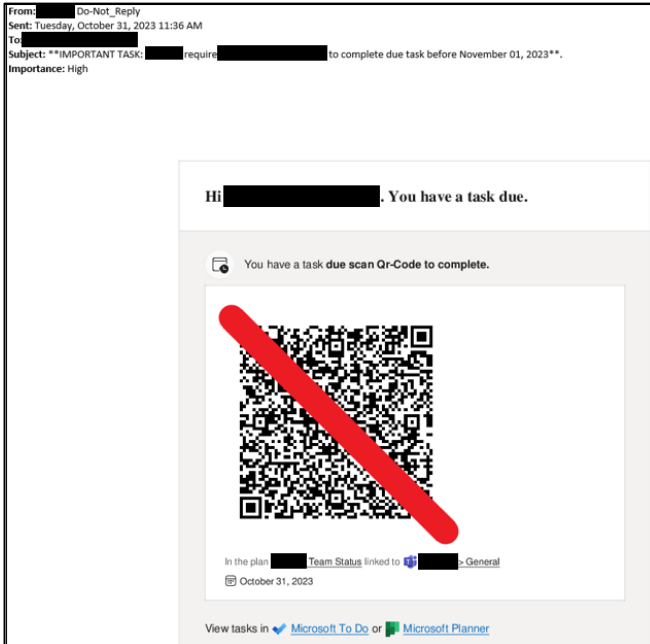 From: Do-Not_Reply
Sent: Tuesday, October 31, 2023 11:36 AM
To:
Subject: **IMPORTANT TASK: require to complete due task before November 01, 2023**.
Importance: High
Hi . You have a task due.
You have a task due scan Qr-Code to complete.
In the plan Team Status linked to > General
October 31, 2023
View tasks in Microsoft To Do or Microsoft Planner